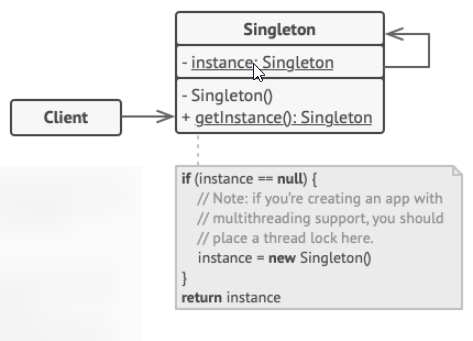 Singleton
- instance: Singleton
- Singleton()
+ getInstance(): Singleton
Client
if (instance == null) {
// Note: if you're creating an app with
// multithreading support, you should
// place a thread lock here.
instance = new Singleton()
}
return instance